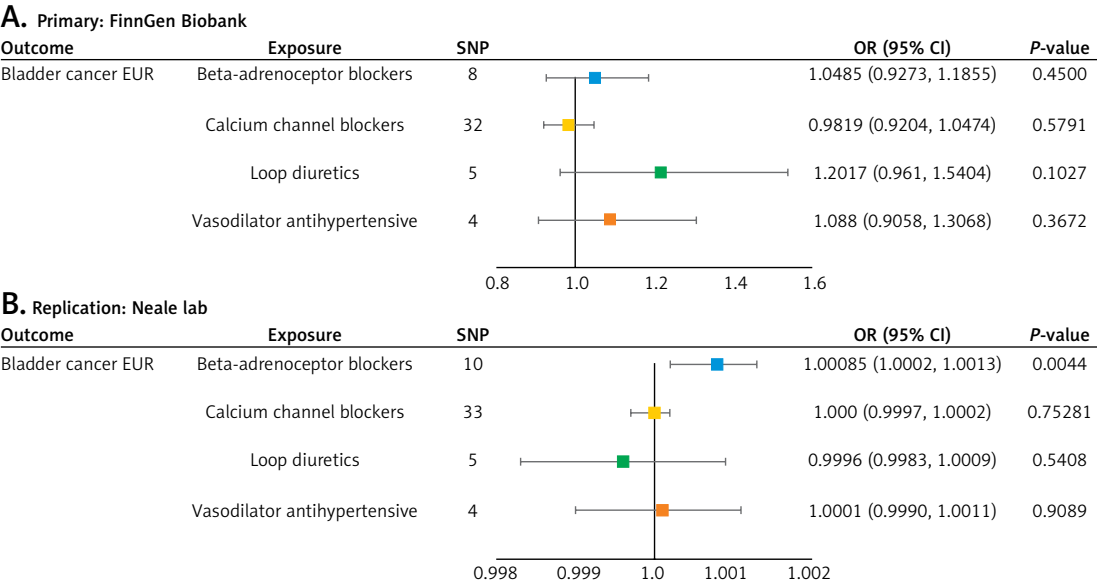 A. Primary: FinnGen Biobank
Outcome Exposure SNP OR (95% CI) P-value
Bladder cancer EUR Beta-adrenoceptor blockers 8 1.0485 (0.9273, 1.1855) 0.4500
Calcium channel blockers 32 0.9819 (0.9204, 1.0474) 0.5791
Loop diuretics 5 1.2017 (0.961, 1.5404) 0.1027
Vasodilator antihypertensive 4 1.088 (0.9058, 1.3068) 0.3672
0.8 1.0 1.2 1.4 1.6
B. Replication: Neale lab
Outcome Exposure SNP OR (95% CI) P-value
Bladder cancer EUR Beta-adrenoceptor blockers 10 1.00085 (1.0002, 1.0013) 0.0044
Calcium channel blockers 33 1.000 (0.9997, 1.0002) 0.75281
Loop diuretics 5 0.9996 (0.9983, 1.0009) 0.5408
Vasodilator antihypertensive 4 1.0001 (0.9990, 1.0011) 0.9089
0.998 0.999 1.0 1.001 1.002